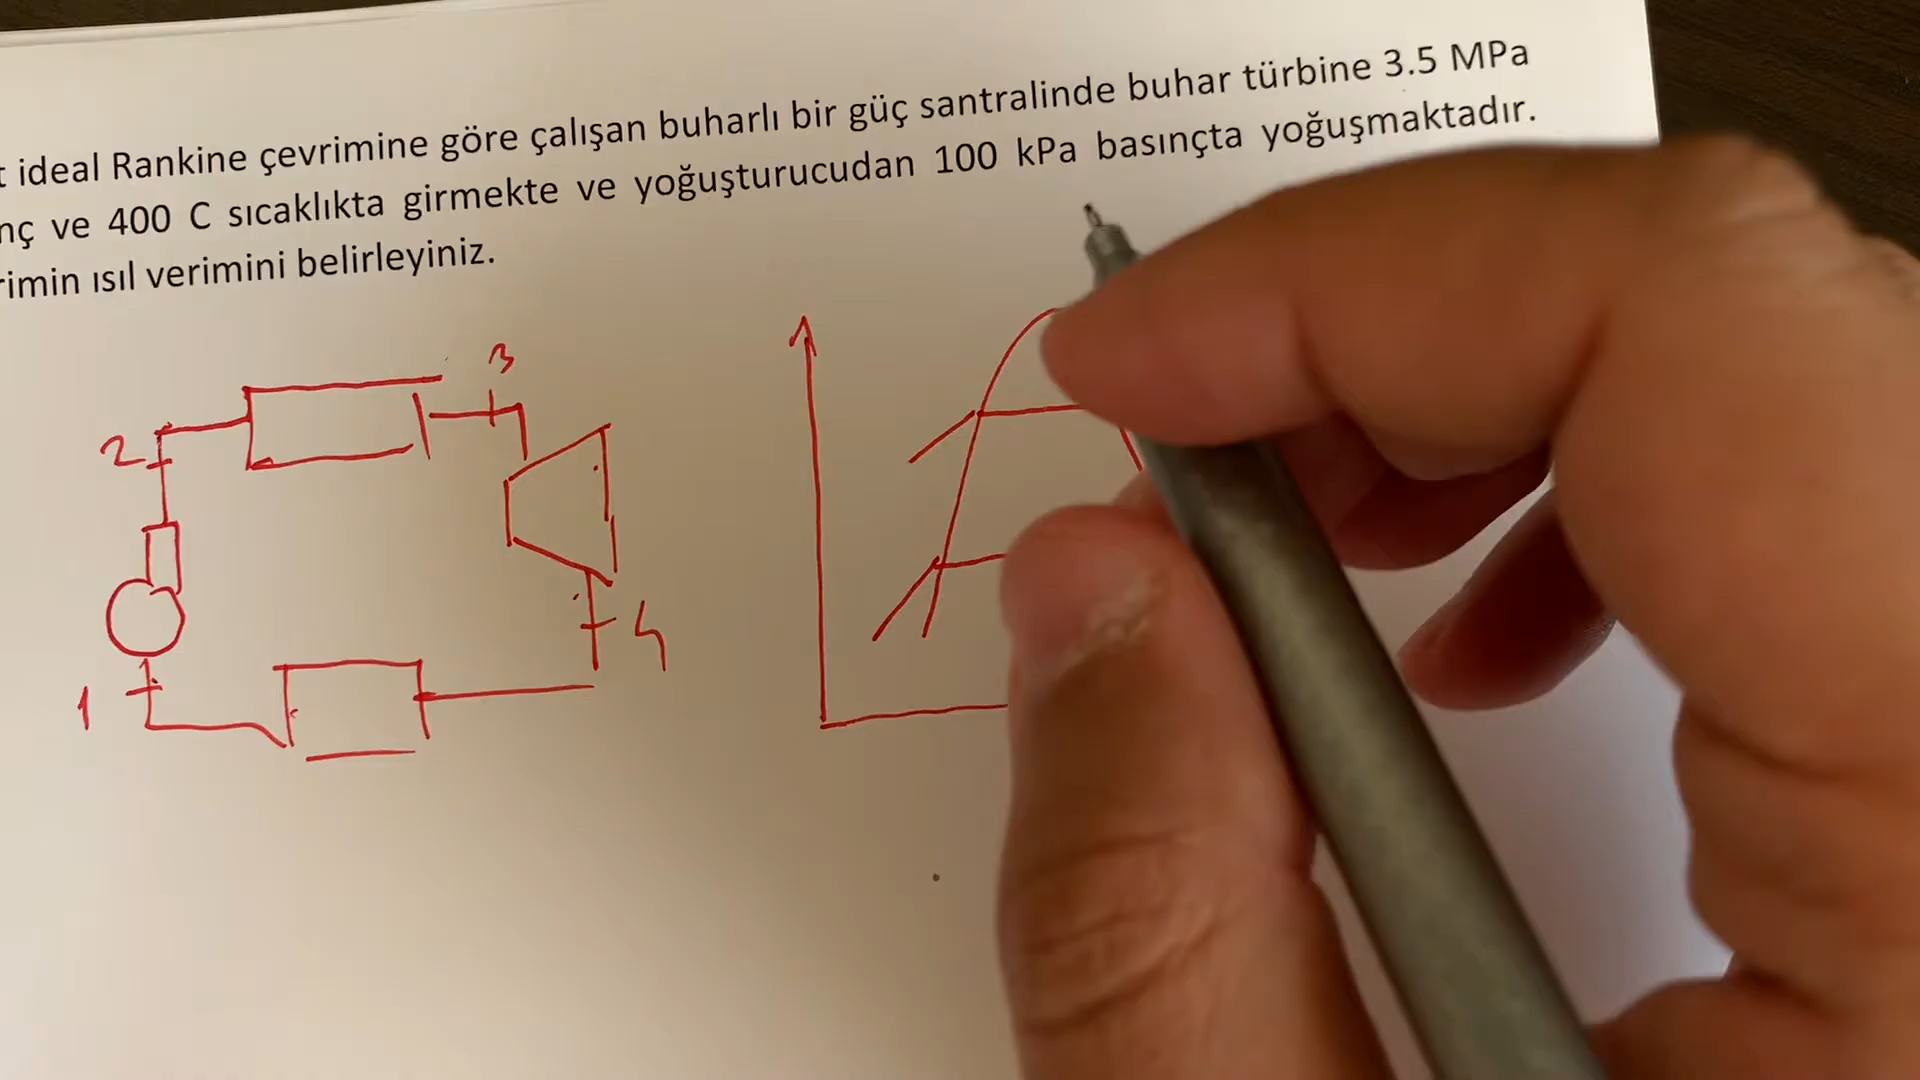 ideal Rankine çevrimine göre çalışan buharlı bir güç santralinde buhar türbine 3.5 MPa
ve 400 C sıcaklıkta girmekte ve yoğuşturucudan 100 kPa basınçta yoğuşmaktadır.
ısıl verimini belirleyiniz.
3
2
4
1